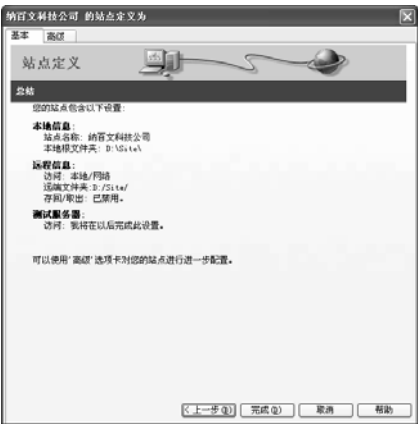 纳百文科技公司 的站点定义为
基本 高级
站点定义
总结
您的站点包含以下设置:
本地信息:
站点名称: 纳百文科技公司
本地根文件夹: D:\Site\
远程信息:
访问: 本地/网络
远端文件夹:D:/Site/
存回/取出: 已禁用。
测试服务器:
访问: 我将在以后完成此设置。
可以使用“高级”选项卡对您的站点进行进一步配置。
< 上一步(B) 完成(D) 取消 帮助